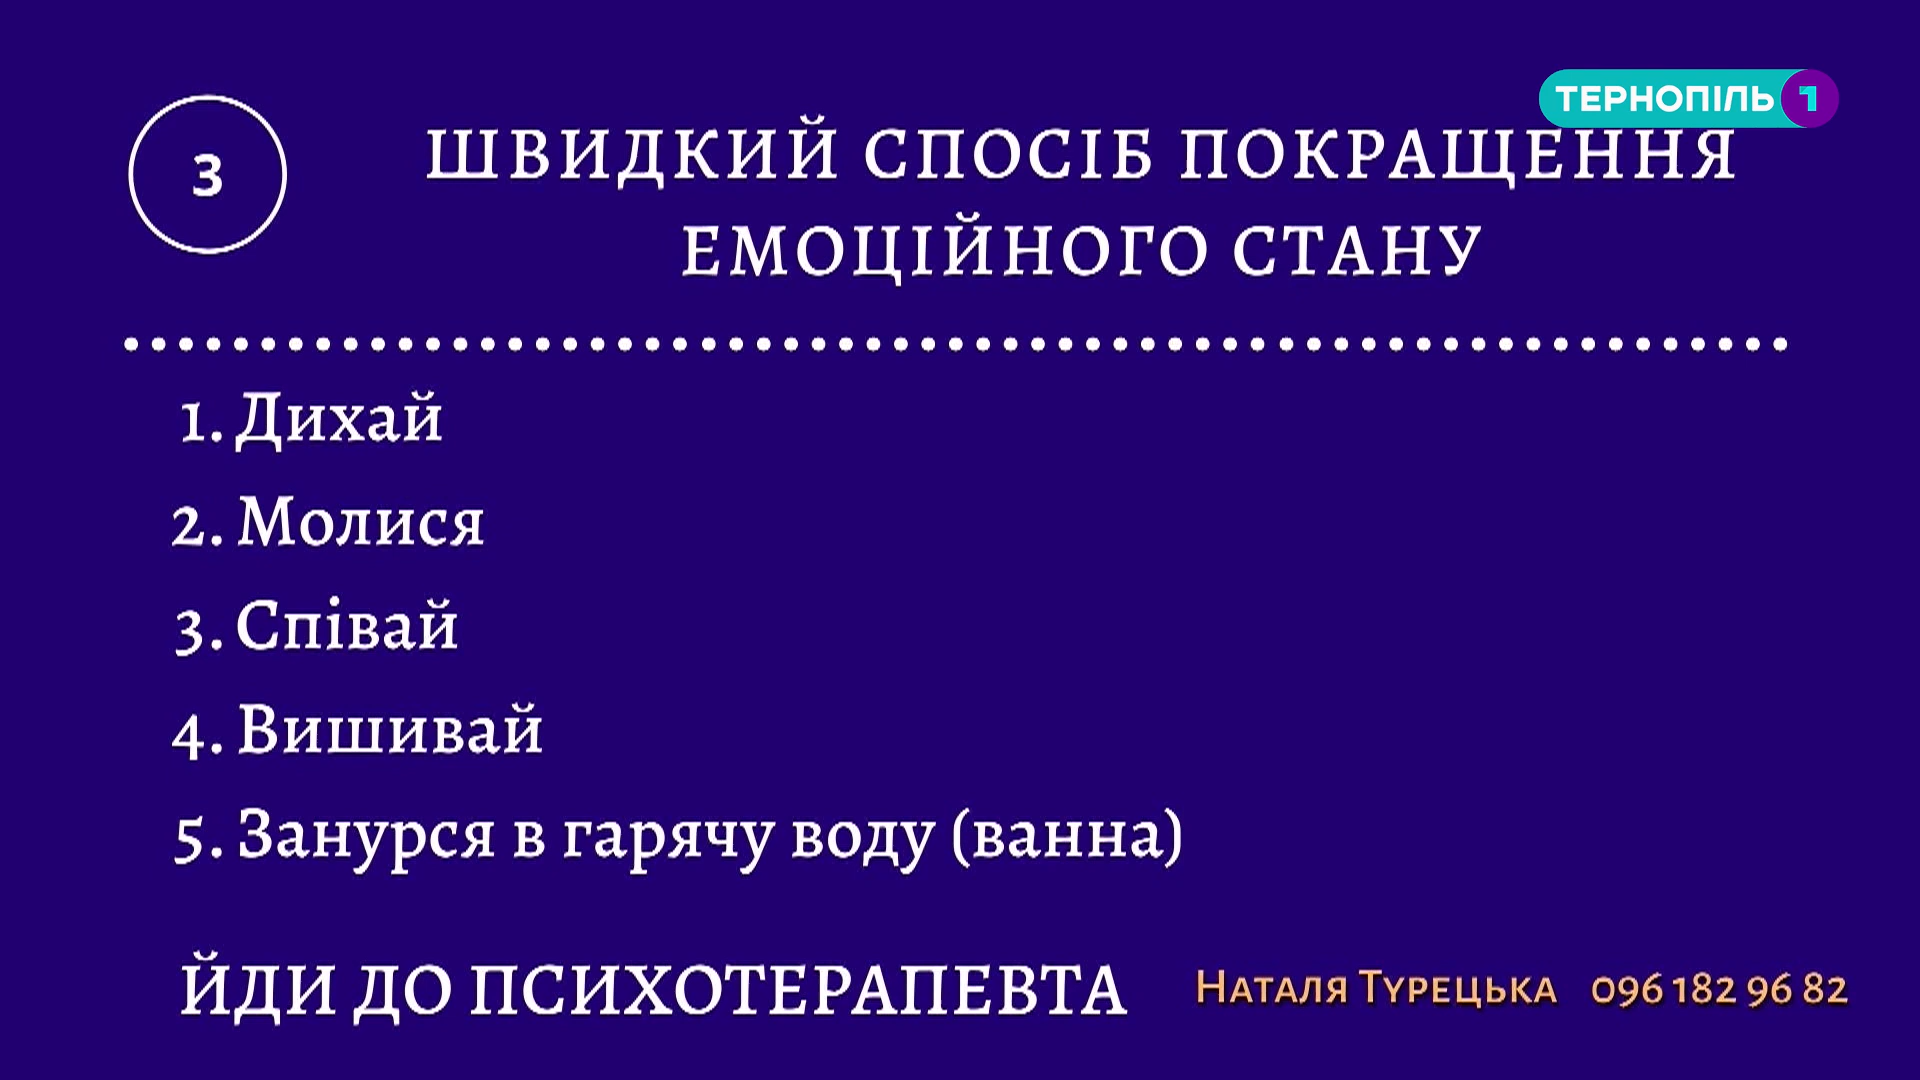 ТЕРНОПІЛЬ 1
3
ШВИДКИЙ СПОСІБ ПОКРАЩЕННЯ
ЕМОЦІЙНОГО СТАНУ
1. Дихай
2. Молися
3. Співай
4. Вишивай
5. Занурся в гарячу воду (ванна)
ЙДИ ДО ПСИХОТЕРАПЕВТА
Наталя Турецька 096 182 96 82